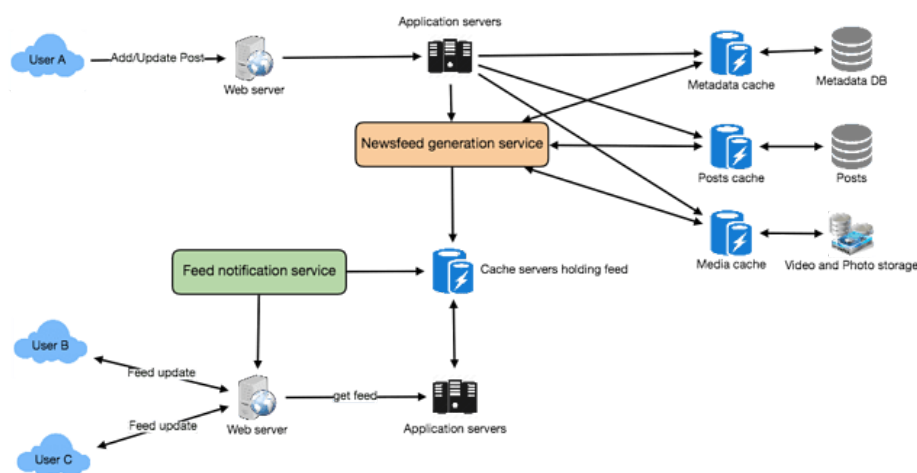 Application servers
User A
Add/Update Post
Web server
Metadata cache
Metadata DB
Newsfeed generation service
Posts cache
Posts
Media cache
Video and Photo storage
Feed notification service
Cache servers holding feed
User B
Feed update
get feed
Feed update
Web server
Application servers
User C